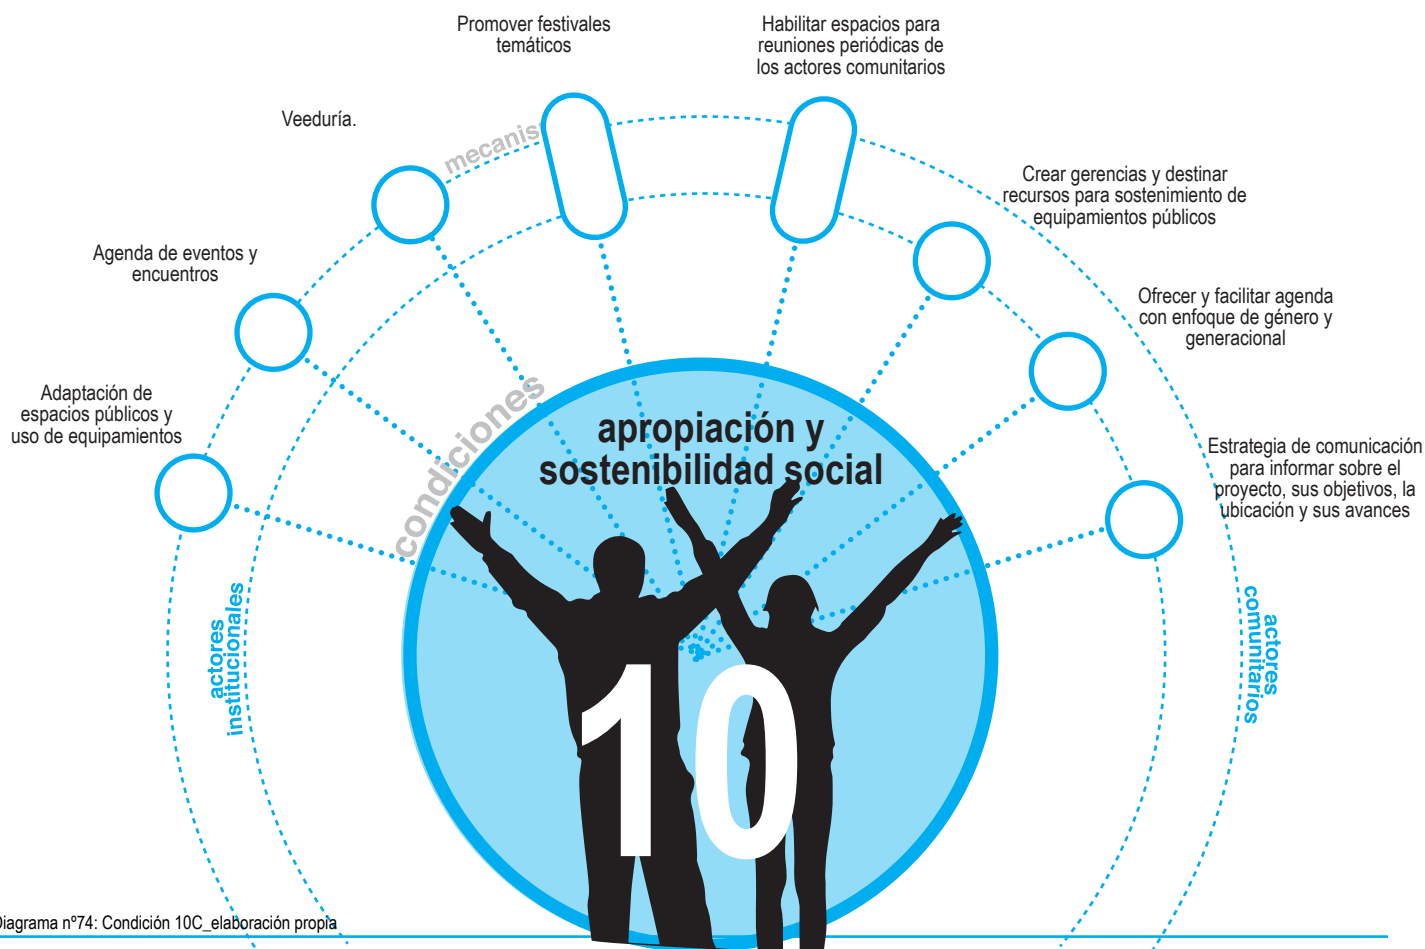 Promover festivales
temáticos
Habilitar espacios para
reuniones periódicas de
los actores comunitarios
Veeduría.
mecanis
Crear gerencias y destinar
recursos para sostenimiento de
equipamientos públicos
Agenda de eventos y
encuentros
Ofrecer y facilitar agenda
con enfoque de género y
generacional
Adaptación de
espacios públicos y
uso de equipamientos
condiciones
apropiación y
sostenibilidad social
Estrategia de comunicación
para informar sobre el
proyecto, sus objetivos, la
ubicación y sus avances
actores
institucionales
actores
comunitarios
10
Diagrama nº74: Condición 10C_elaboración propia